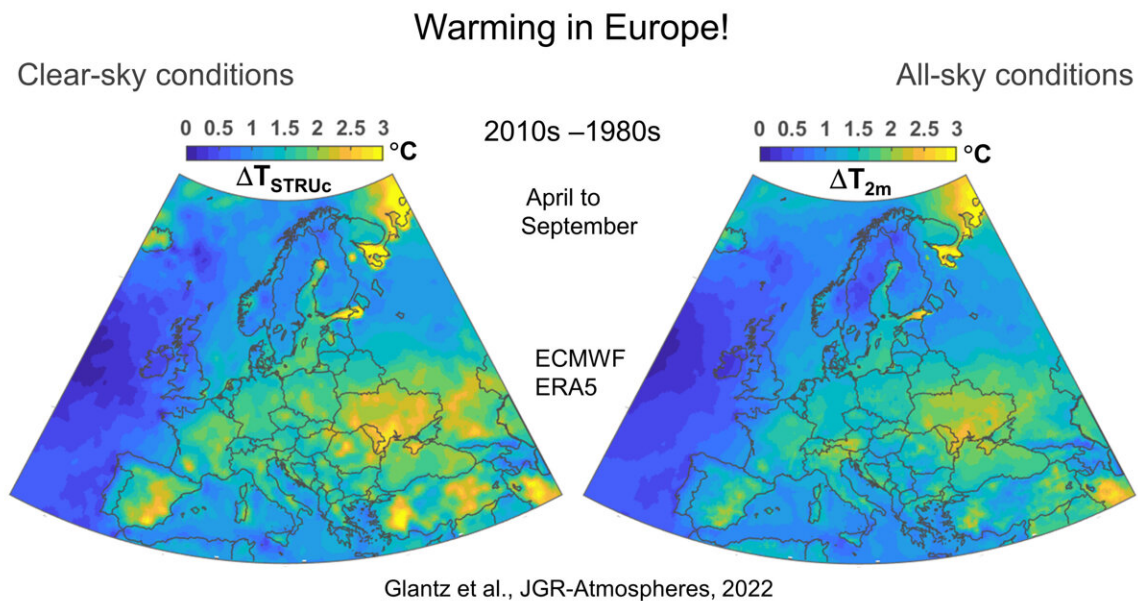 Warming in Europe!
Clear-sky conditions
All-sky conditions
0 0.5 1 1.5 2 2.5 3
°C
ΔT_STRUc
2010s –1980s
0 0.5 1 1.5 2 2.5 3
°C
ΔT_2m
April to
September
ECMWF
ERA5
Glantz et al., JGR-Atmospheres, 2022